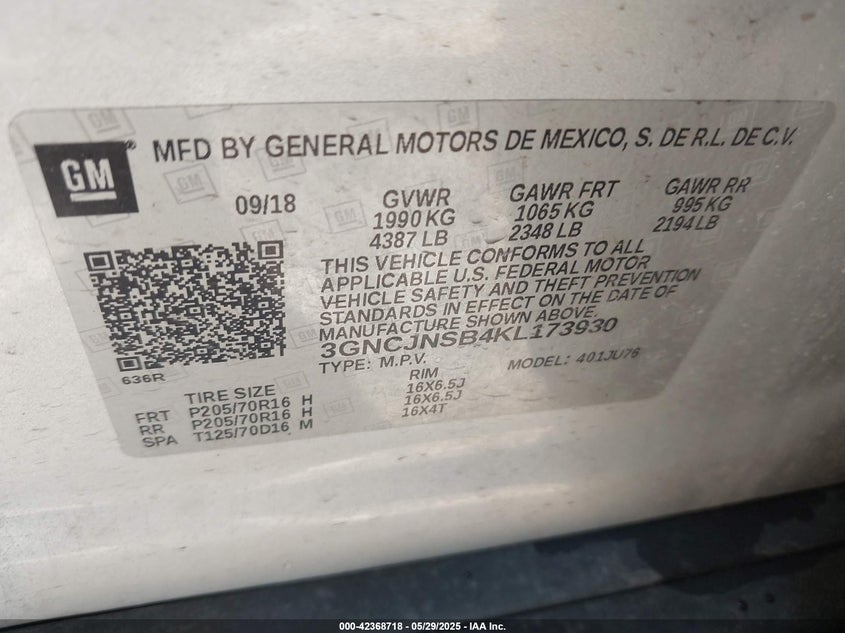 GM
MFD BY GENERAL MOTORS DE MEXICO, S. DE R.L. DE C.V.
09/18
GVWR
1990 KG
4387 LB
GAWR FRT
1065 KG
2348 LB
GAWR RR
995 KG
2194 LB
THIS VEHICLE CONFORMS TO ALL
APPLICABLE U.S. FEDERAL MOTOR
VEHICLE SAFETY AND THEFT PREVENTION
STANDARDS IN EFFECT ON THE DATE OF
MANUFACTURE SHOWN ABOVE.
3GNCJNSB4KL173930
TYPE: M.P.V.
MODEL: 401JU76
636R
TIRE SIZE
RIM
FRT P205/70R16 H 16X6.5J
RR P205/70R16 H 16X6.5J
SPA T125/70D16 M 16X4T
000-42368718 - 05/29/2025 - IAA Inc.